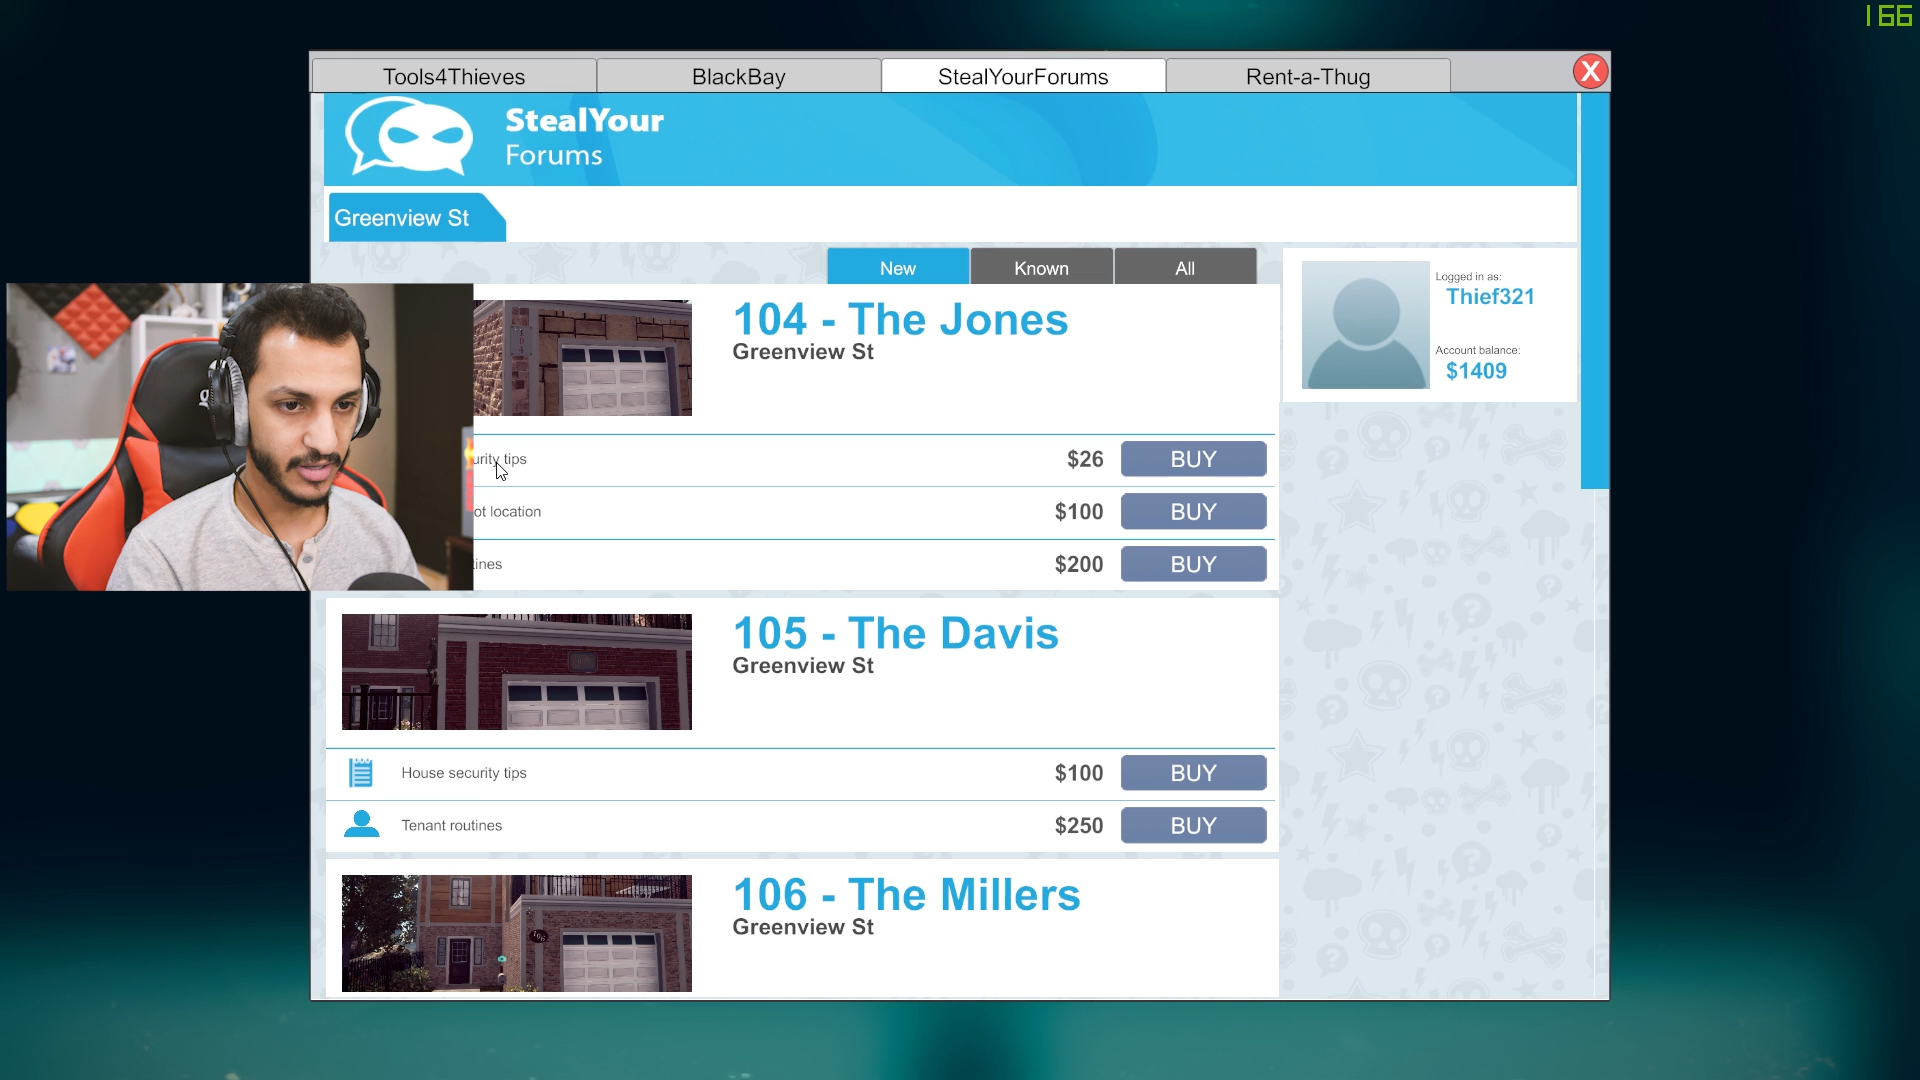 166
Tools4Thieves
BlackBay
StealYourForums
Rent-a-Thug
X
StealYour
Forums
Greenview St
New
Known
All
Logged in as:
Thief321
Account balance:
$1409
104 - The Jones
Greenview St
tips
$26
BUY
location
$100
BUY
$200
BUY
105 - The Davis
Greenview St
House security tips
$100
BUY
Tenant routines
$250
BUY
106 - The Millers
Greenview St
106